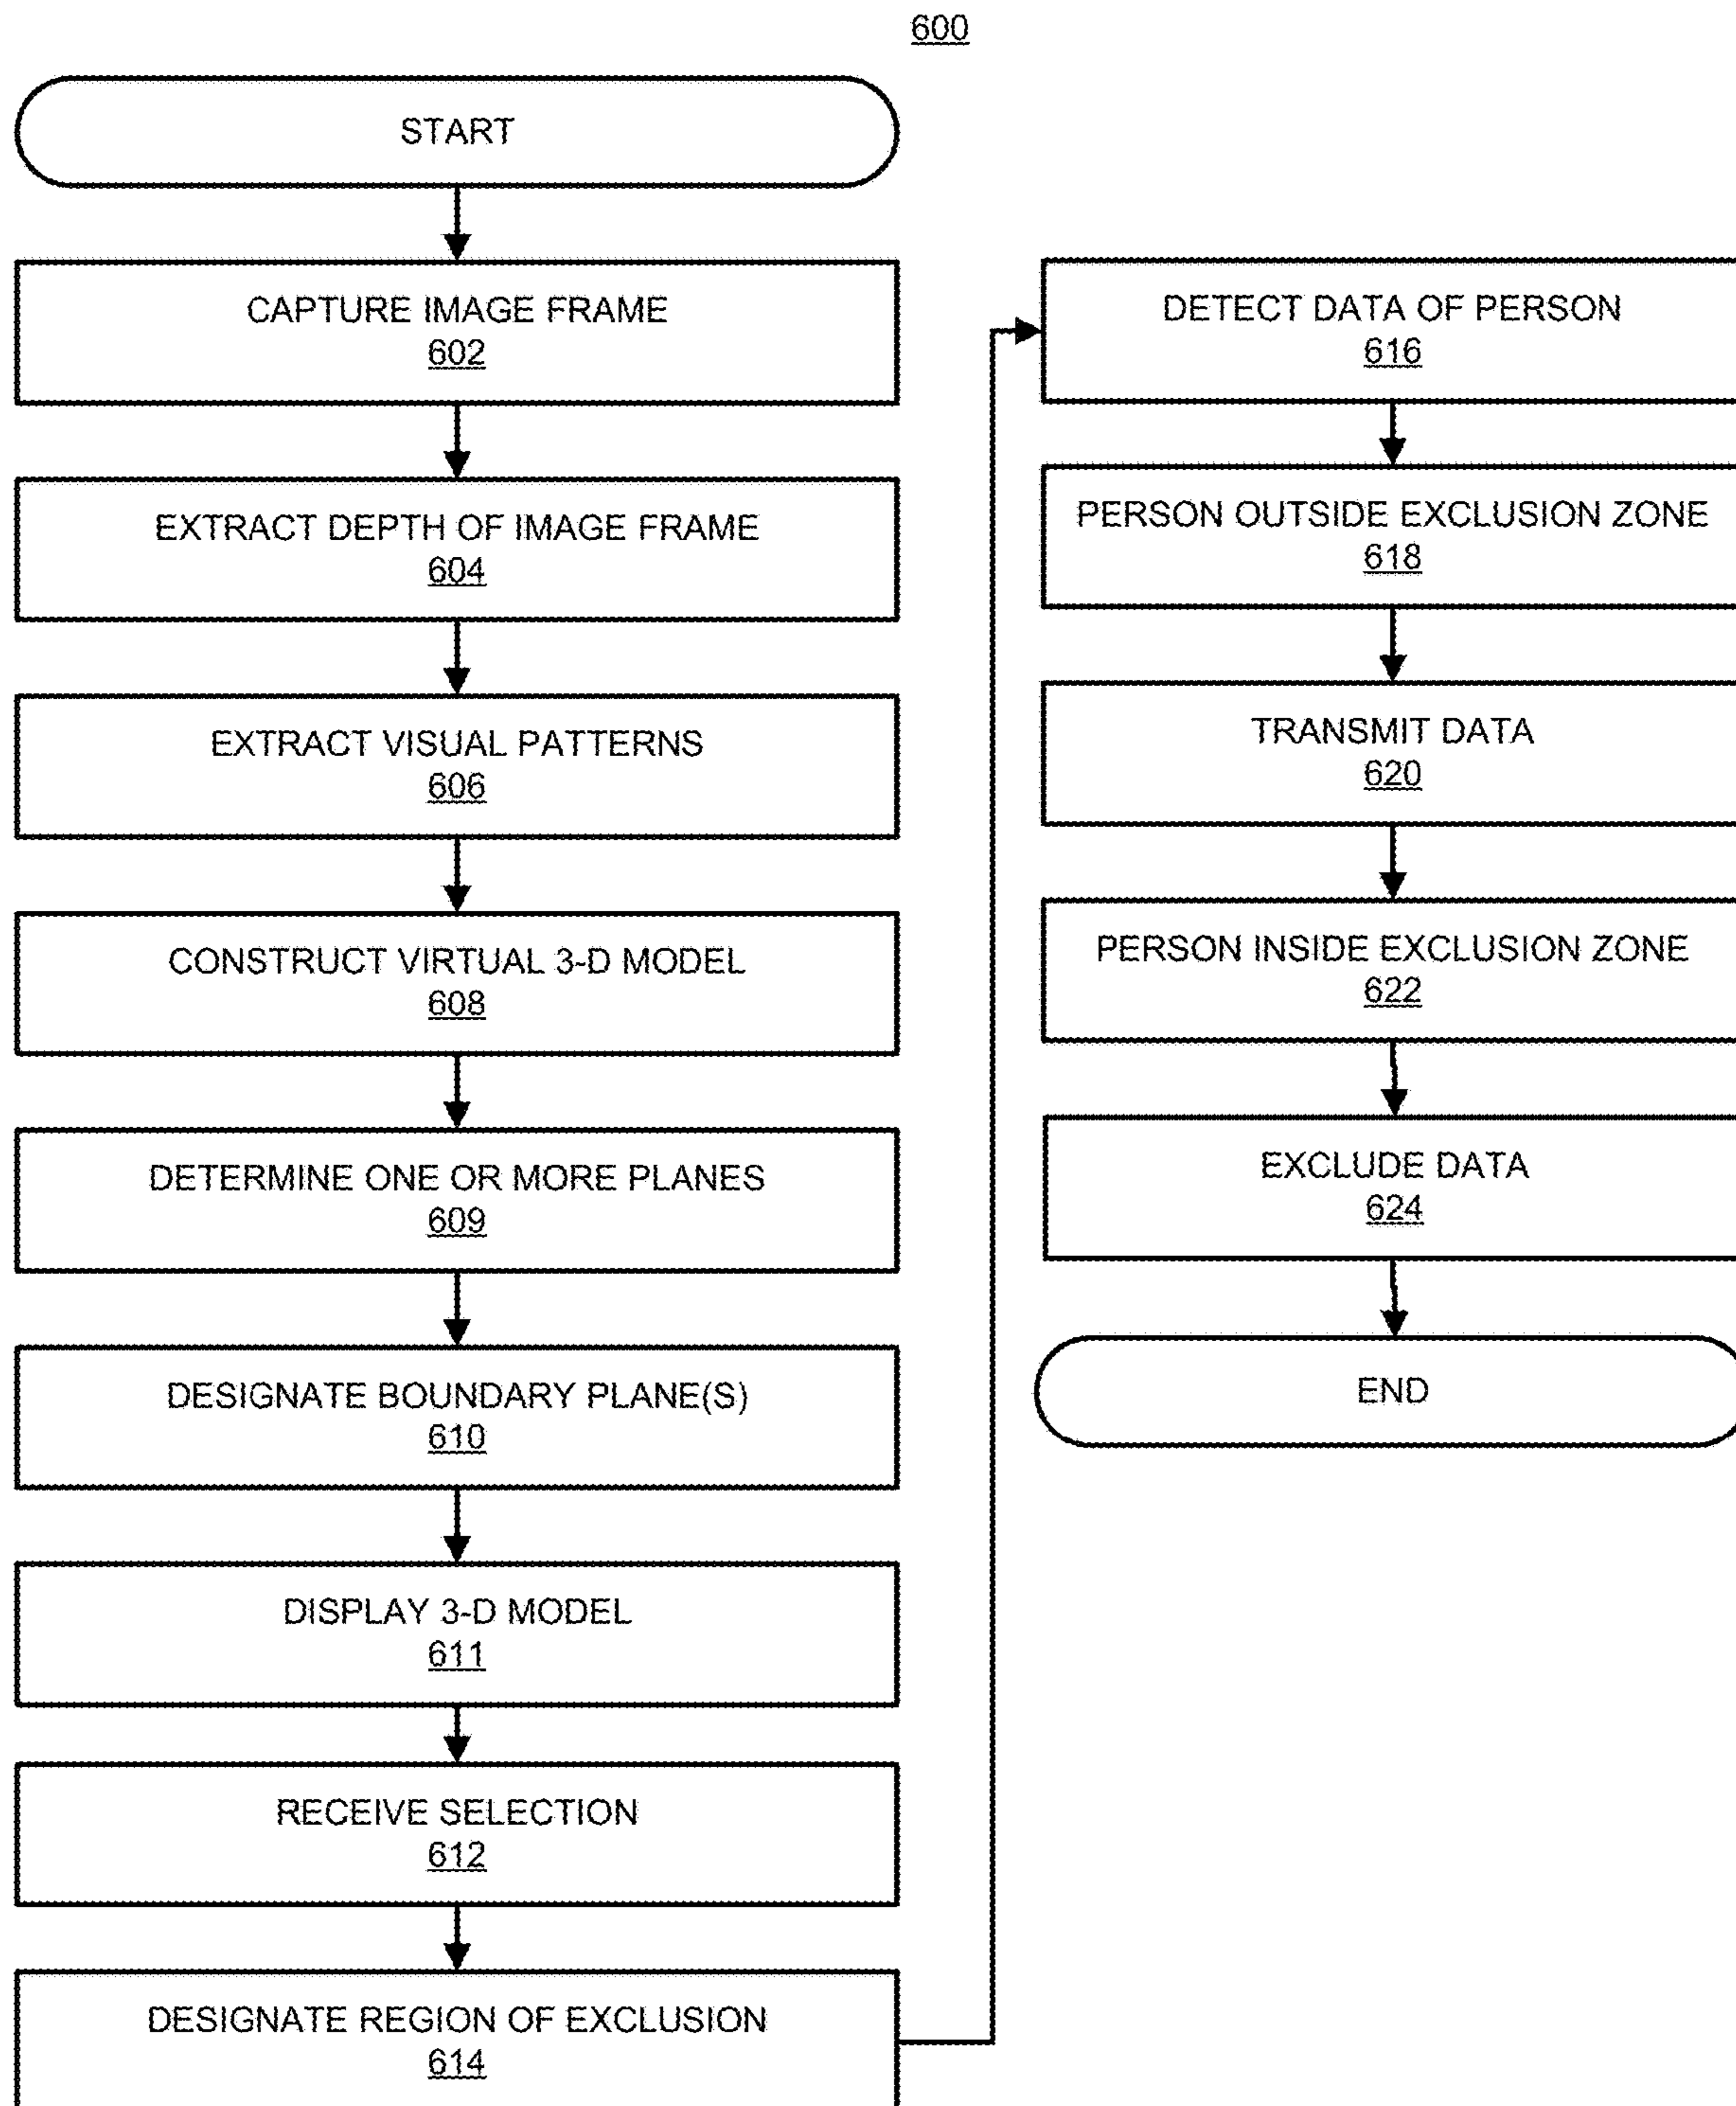 600
START
CAPTURE IMAGE FRAME
602
EXTRACT DEPTH OF IMAGE FRAME
604
EXTRACT VISUAL PATTERNS
606
CONSTRUCT VIRTUAL 3-D MODEL
608
DETERMINE ONE OR MORE PLANES
609
DESIGNATE BOUNDARY PLANE(S)
610
DISPLAY 3-D MODEL
611
RECEIVE SELECTION
612
DESIGNATE REGION OF EXCLUSION
614
DETECT DATA OF PERSON
616
PERSON OUTSIDE EXCLUSION ZONE
618
TRANSMIT DATA
620
PERSON INSIDE EXCLUSION ZONE
622
EXCLUDE DATA
624
END